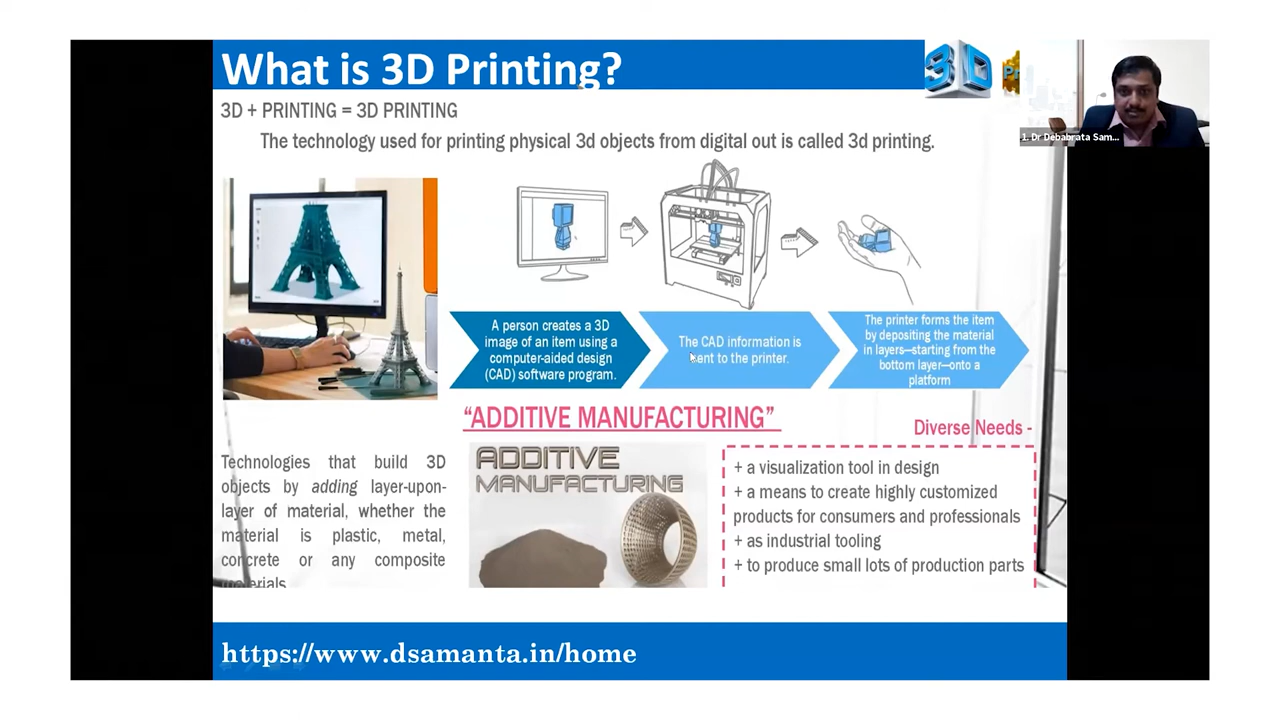 What is 3D Printing?
3D
1. Dr Debabrata Sam...
3D + PRINTING = 3D PRINTING
The technology used for printing physical 3d objects from digital out is called 3d printing.
A person creates a 3D
image of an item using a
computer-aided design
(CAD) software program.
The CAD information is
sent to the printer.
The printer forms the item
by depositing the material
in layers—starting from the
bottom layer—onto a
platform
“ADDITIVE MANUFACTURING”
Diverse Needs -
Technologies that build 3D
objects by adding layer-upon-
layer of material, whether the
material is plastic, metal,
concrete or any composite
materials
ADDITIVE
MANUFACTURING
+ a visualization tool in design
+ a means to create highly customized
products for consumers and professionals
+ as industrial tooling
+ to produce small lots of production parts
https://www.dsamanta.in/home